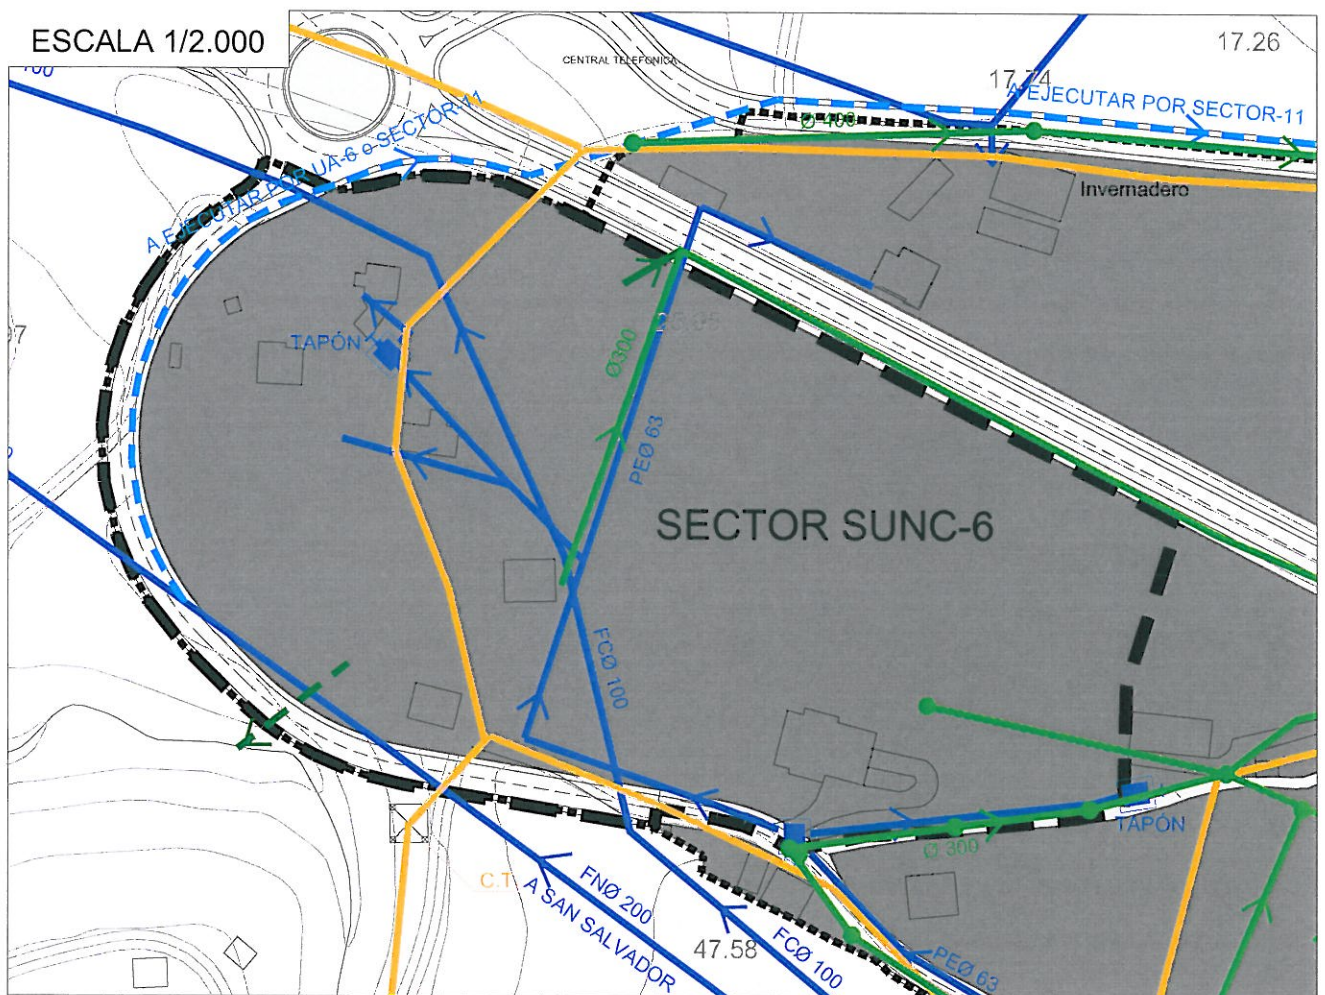 ESCALA 1/2.000
17.26
CENTRAL TELEFONICA
17.74
A EJECUTAR POR SECTOR-11
Ø 400
A EJECUTAR POR UA-6 o SECTOR-11
Invernadero
TAPÓN
Ø300
PEØ 63
SECTOR SUNC-6
FCØ 100
TAPÓN
Ø 300
C.T.
FNØ 200
A SAN SALVADOR
47.58
FCØ 100
PEØ 63